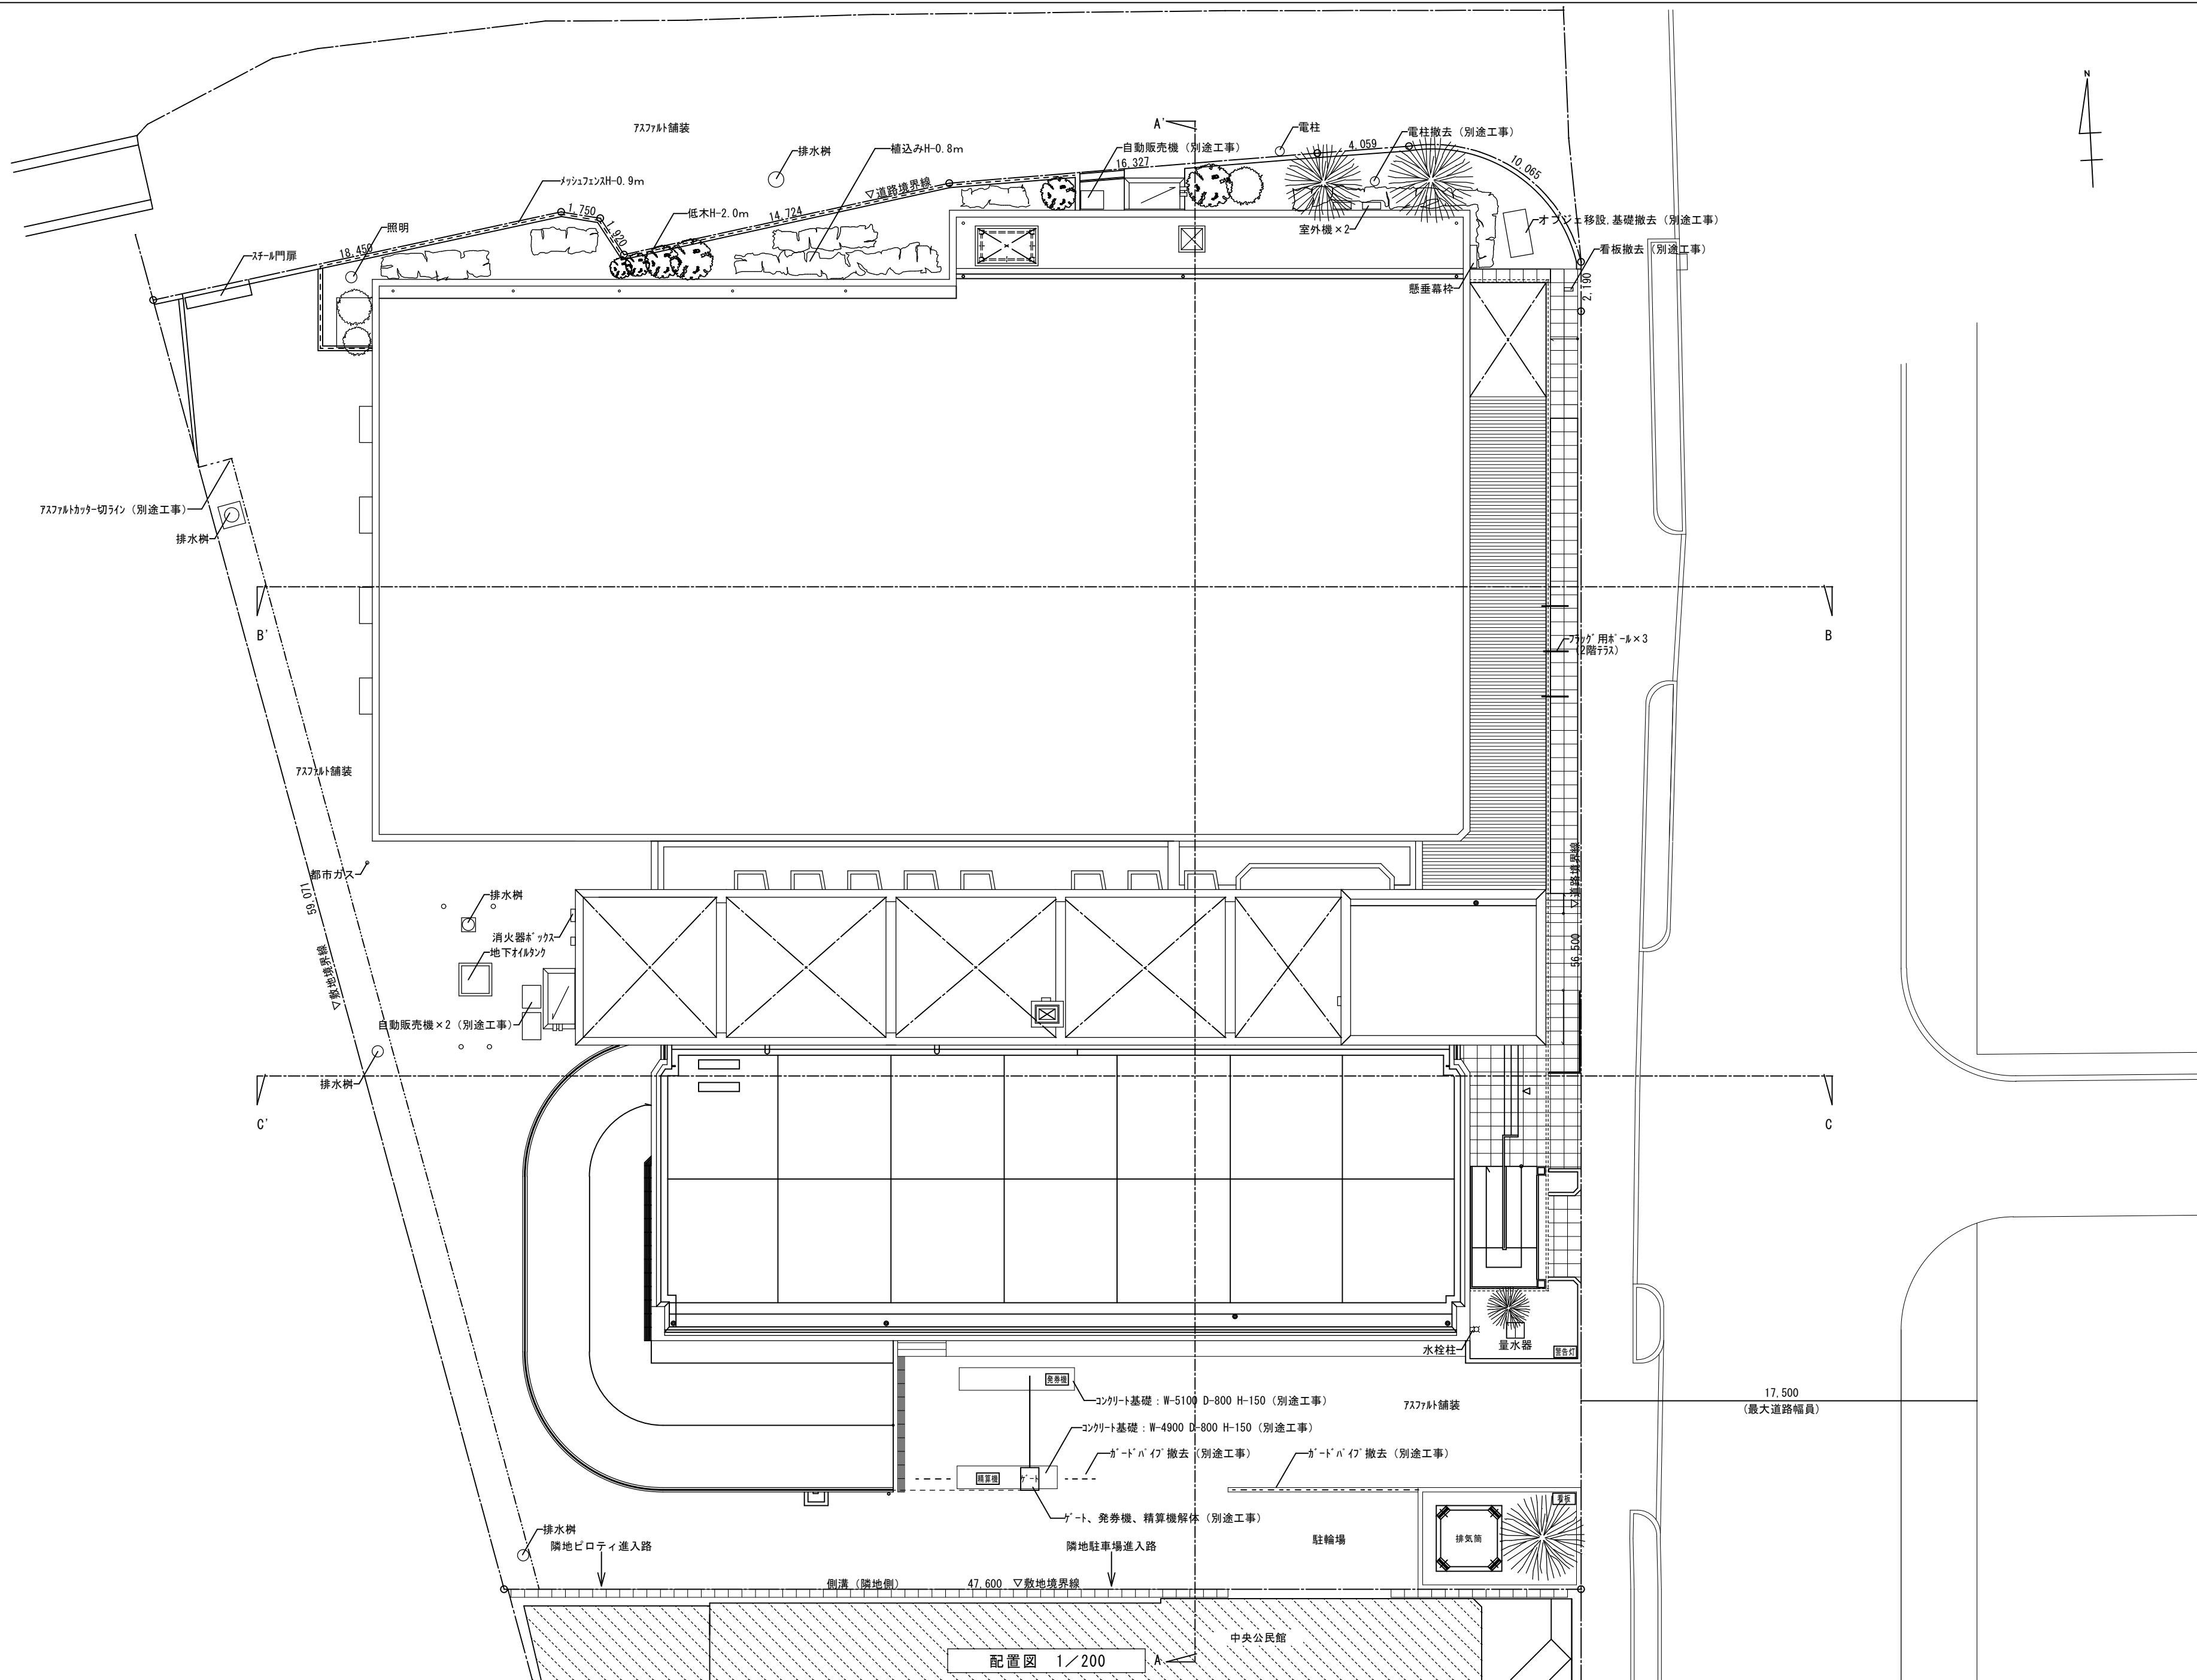 N
A'
アスファルト舗装
電柱
電柱撤去（別途工事）
4.059
排水桝
植込みH-0.8m
自動販売機（別途工事）
16.327
10.065
メッシュフェンスH-0.9m
▽道路境界線
1.750
1.920
低木H-2.0m
14.724
オブジェ移設,基礎撤去（別途工事）
照明
室外機×2
18.450
スチール門扉
看板撤去（別途工事）
懸垂幕枠
2.190
アスファルトカッター切ライン（別途工事）
排水桝
B'
B
フラッグ用ポール×3
（2階テラス）
アスファルト舗装
都市ガス
▽道路境界線
59.071
排水桝
消火器ボックス
56.500
地下オイルタンク
▽敷地境界線
自動販売機×2（別途工事）
排水桝
C'
C
量水器
水栓柱
警告灯
発券機
17.500
（最大道路幅員）
コンクリート基礎：W-5100 D-800 H-150（別途工事）
アスファルト舗装
コンクリート基礎：W-4900 D-800 H-150（別途工事）
ガードパイプ撤去（別途工事）
ガードパイプ撤去（別途工事）
精算機
ゲート
看板
ゲート、発券機、精算機解体（別途工事）
排水桝
駐輪場
排気筒
隣地ピロティ進入路
隣地駐車場進入路
側溝（隣地側）
47.600
▽敷地境界線
中央公民館
配置図 1／200
A